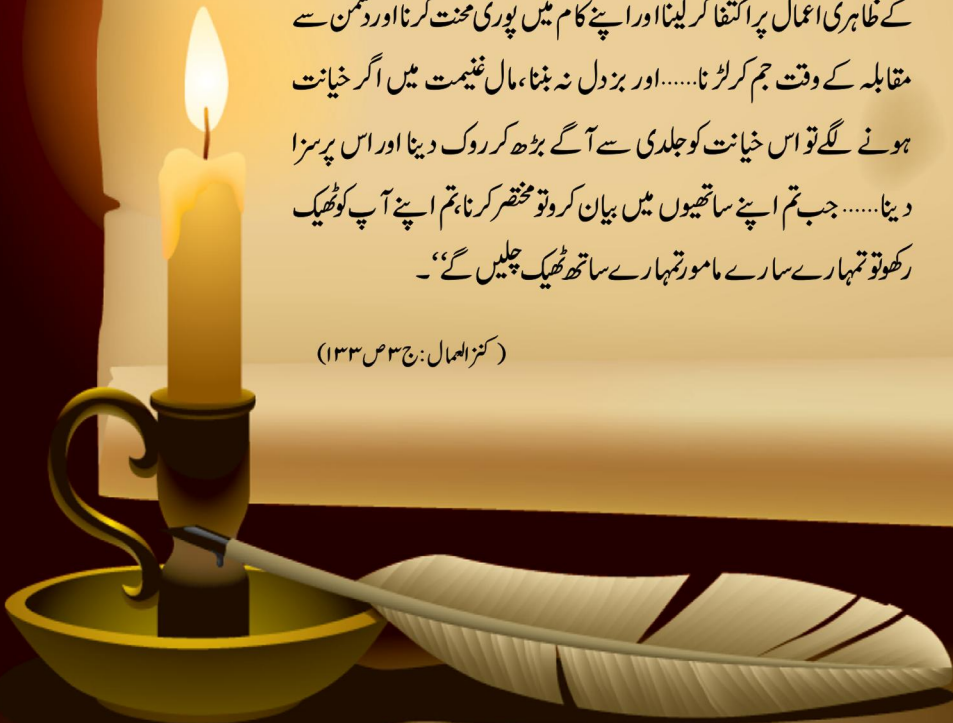 کے ظاہری اعمال پر اکتفا کر لینا اور اپنے کام میں پوری محنت کرنا اور دشمن سے
مقابلہ کے وقت جم کر لڑنا……اور بزدل نہ بننا، مال غنیمت میں اگر خیانت
ہونے لگے تو اس خیانت کو جلدی سے آگے بڑھ کر روک دینا اور اس پر سزا
دینا…… جب تم اپنے ساتھیوں میں بیان کرو تو مختصر کرنا، تم اپنے آپ کو ٹھیک
رکھو تو تمہارے سارے مامور تمہارے ساتھ ٹھیک چلیں گے‘‘۔
(کنز العمال: ج۳ ص۱۳۳)